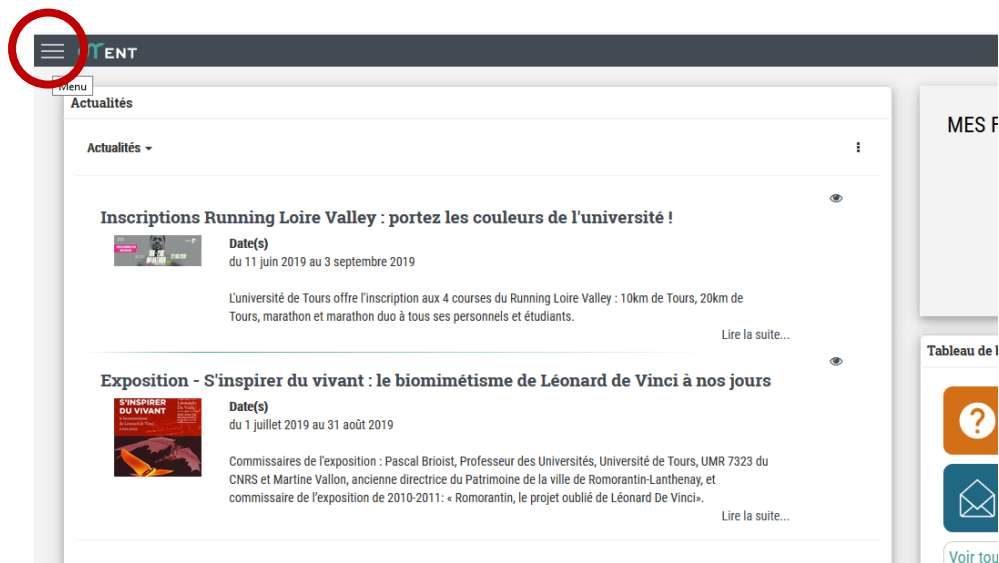 ENT
Menu
Actualités
Actualités
Inscriptions Running Loire Valley : portez les couleurs de l'université !
Date(s)
du 11 juin 2019 au 3 septembre 2019
L'université de Tours offre l'inscription aux 4 courses du Running Loire Valley : 10km de Tours, 20km de
Tours, marathon et marathon duo à tous ses personnels et étudiants.
Lire la suite...
Exposition - S'inspirer du vivant : le biomimétisme de Léonard de Vinci à nos jours
S'INSPIRER
DU VIVANT
Date(s)
du 1 juillet 2019 au 31 août 2019
Commissaires de l'exposition : Pascal Brioist, Professeur des Universités, Université de Tours, UMR 7323 du
CNRS et Martine Vallon, ancienne directrice du Patrimoine de la ville de Romorantin-Lanthenay, et
commissaire de l'exposition de 2010-2011: « Romorantin, le projet oublié de Léonard De Vinci».
Lire la suite...
MES F
Tableau de
Voir tou